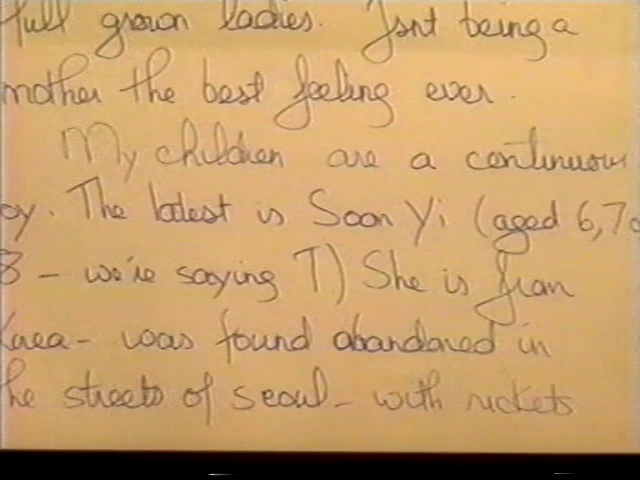 full grown ladies. Isnt being a
mother the best feeling ever.
My children are a continuous
oy. The latest is Soon Yi (aged 6, 7 o
8 - we're saying 7) She is from
Korea - was found abandoned in
he streets of Seoul - with rickets